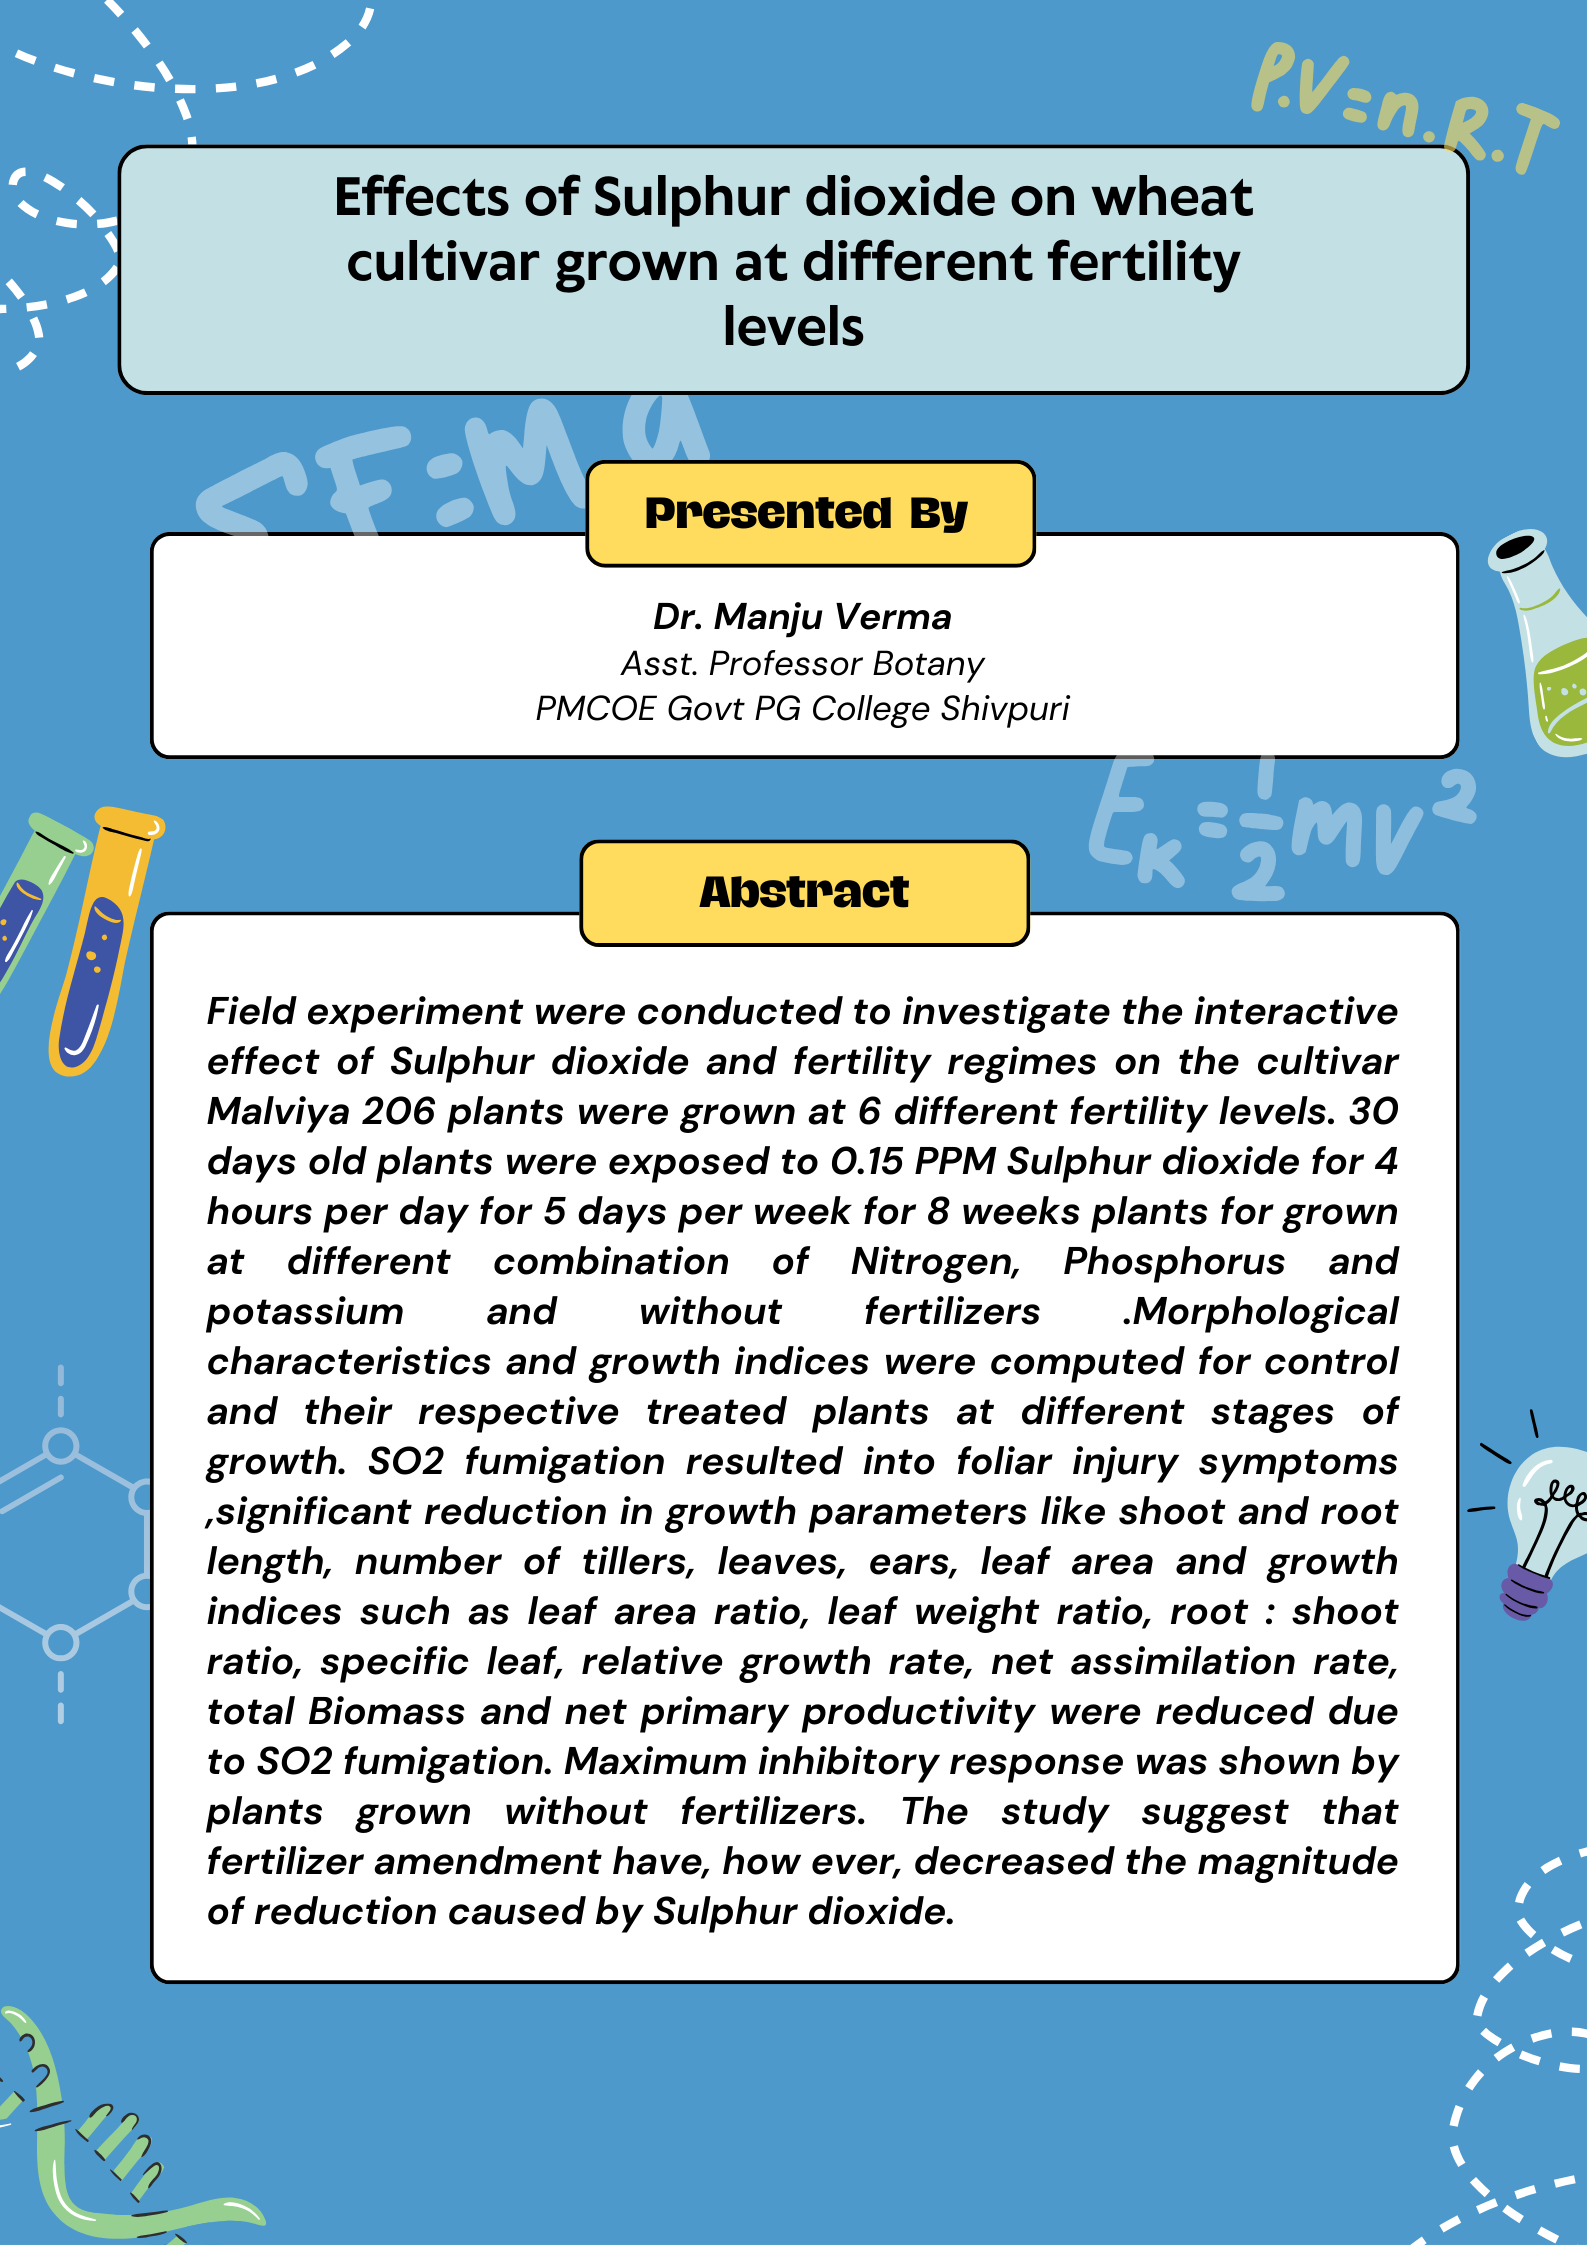 P.V=n.R.T
Effects of Sulphur dioxide on wheat
cultivar grown at different fertility
levels
ΣF=Ma
Presented By
Dr. Manju Verma
Asst. Professor Botany
PMCOE Govt PG College Shivpuri
Eₖ=1/2mv²
Abstract
Field experiment were conducted to investigate the interactive
effect of Sulphur dioxide and fertility regimes on the cultivar
Malviya 206 plants were grown at 6 different fertility levels. 30
days old plants were exposed to 0.15 PPM Sulphur dioxide for 4
hours per day for 5 days per week for 8 weeks plants for grown
at different combination of Nitrogen, Phosphorus and
potassium and without fertilizers .Morphological
characteristics and growth indices were computed for control
and their respective treated plants at different stages of
growth. SO2 fumigation resulted into foliar injury symptoms
,significant reduction in growth parameters like shoot and root
length, number of tillers, leaves, ears, leaf area and growth
indices such as leaf area ratio, leaf weight ratio, root : shoot
ratio, specific leaf, relative growth rate, net assimilation rate,
total Biomass and net primary productivity were reduced due
to SO2 fumigation. Maximum inhibitory response was shown by
plants grown without fertilizers. The study suggest that
fertilizer amendment have, how ever, decreased the magnitude
of reduction caused by Sulphur dioxide.